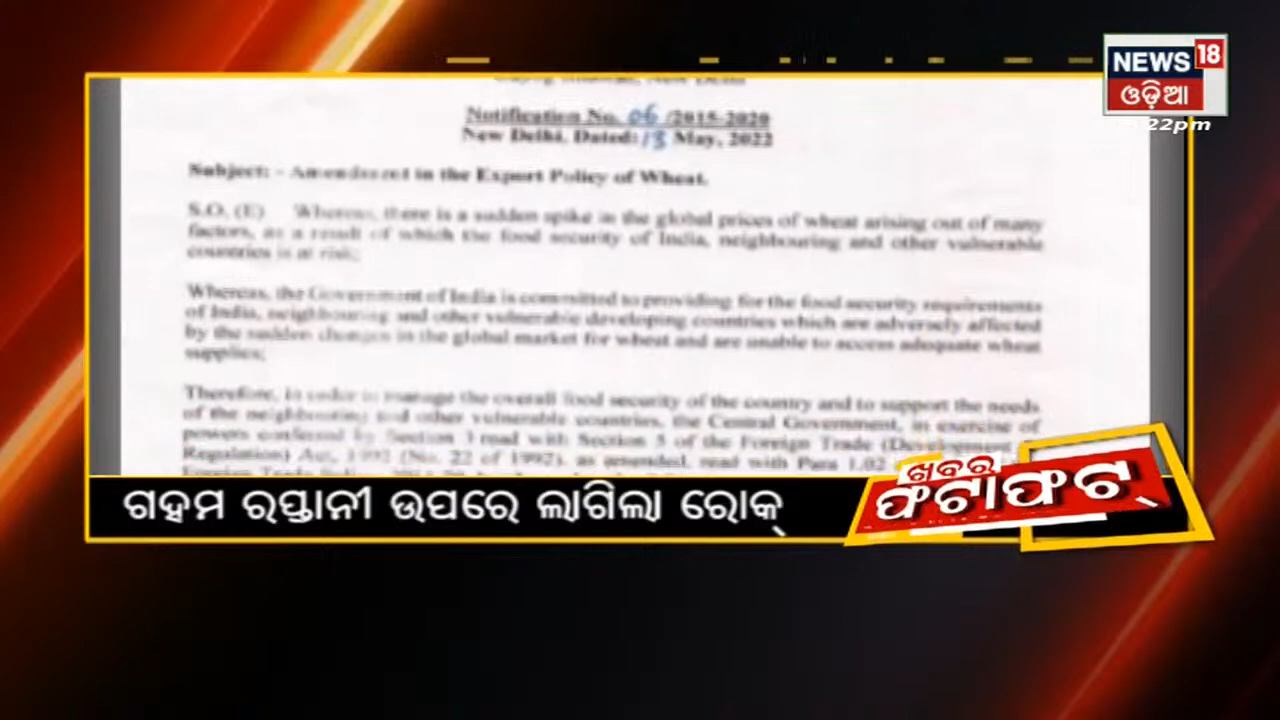 NEWS 18
ଓଡ଼ିଆ
22pm
Notification No. 06 /2015-2020
New Delhi, Dated: 13 May, 2022
Subject: - Amendment in the Export Policy of Wheat.
S.O. (E) Whereas, there is a sudden spike in the global prices of wheat arising out of many
factors, as a result of which the food security of India, neighbouring and other vulnerable
countries is at risk;
Whereas, the Government of India is committed to providing for the food security requirements
of India, neighbouring and other vulnerable developing countries which are adversely affected
by the sudden changes in the global market for wheat and are unable to access adequate wheat
supplies;
Therefore, in order to manage the overall food security of the country and to support the needs
of the neighbouring and other vulnerable countries, the Central Government, in exercise of
powers conferred by Section 3 read with Section 5 of the Foreign Trade (Development
Regulation) Act, 1992 (No. 22 of 1992), as amended, read with Para 1.02
ଗହମ ରପ୍ତାନୀ ଉପରେ ଲାଗିଲା ରୋକ୍
ଖବର
ଫଟାଫଟ୍